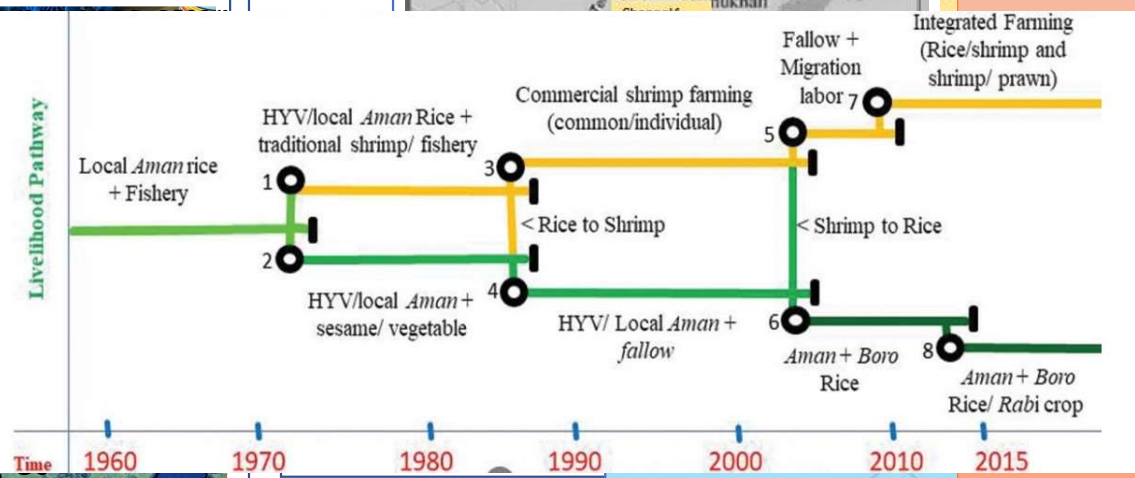 Integrated Farming
(Rice/shrimp and
shrimp/ prawn)
Fallow +
Migration
labor
7
Commercial shrimp farming
(common/individual)
5
HYV/local Aman Rice +
traditional shrimp/ fishery
3
Local Aman rice
+ Fishery
1
< Rice to Shrimp
< Shrimp to Rice
2
HYV/local Aman +
sesame/ vegetable
4
HYV/ Local Aman +
fallow
6
Aman + Boro
Rice
8
Aman + Boro
Rice/ Rabi crop
Livelihood Pathway
Time 1960 1970 1980 1990 2000 2010 2015